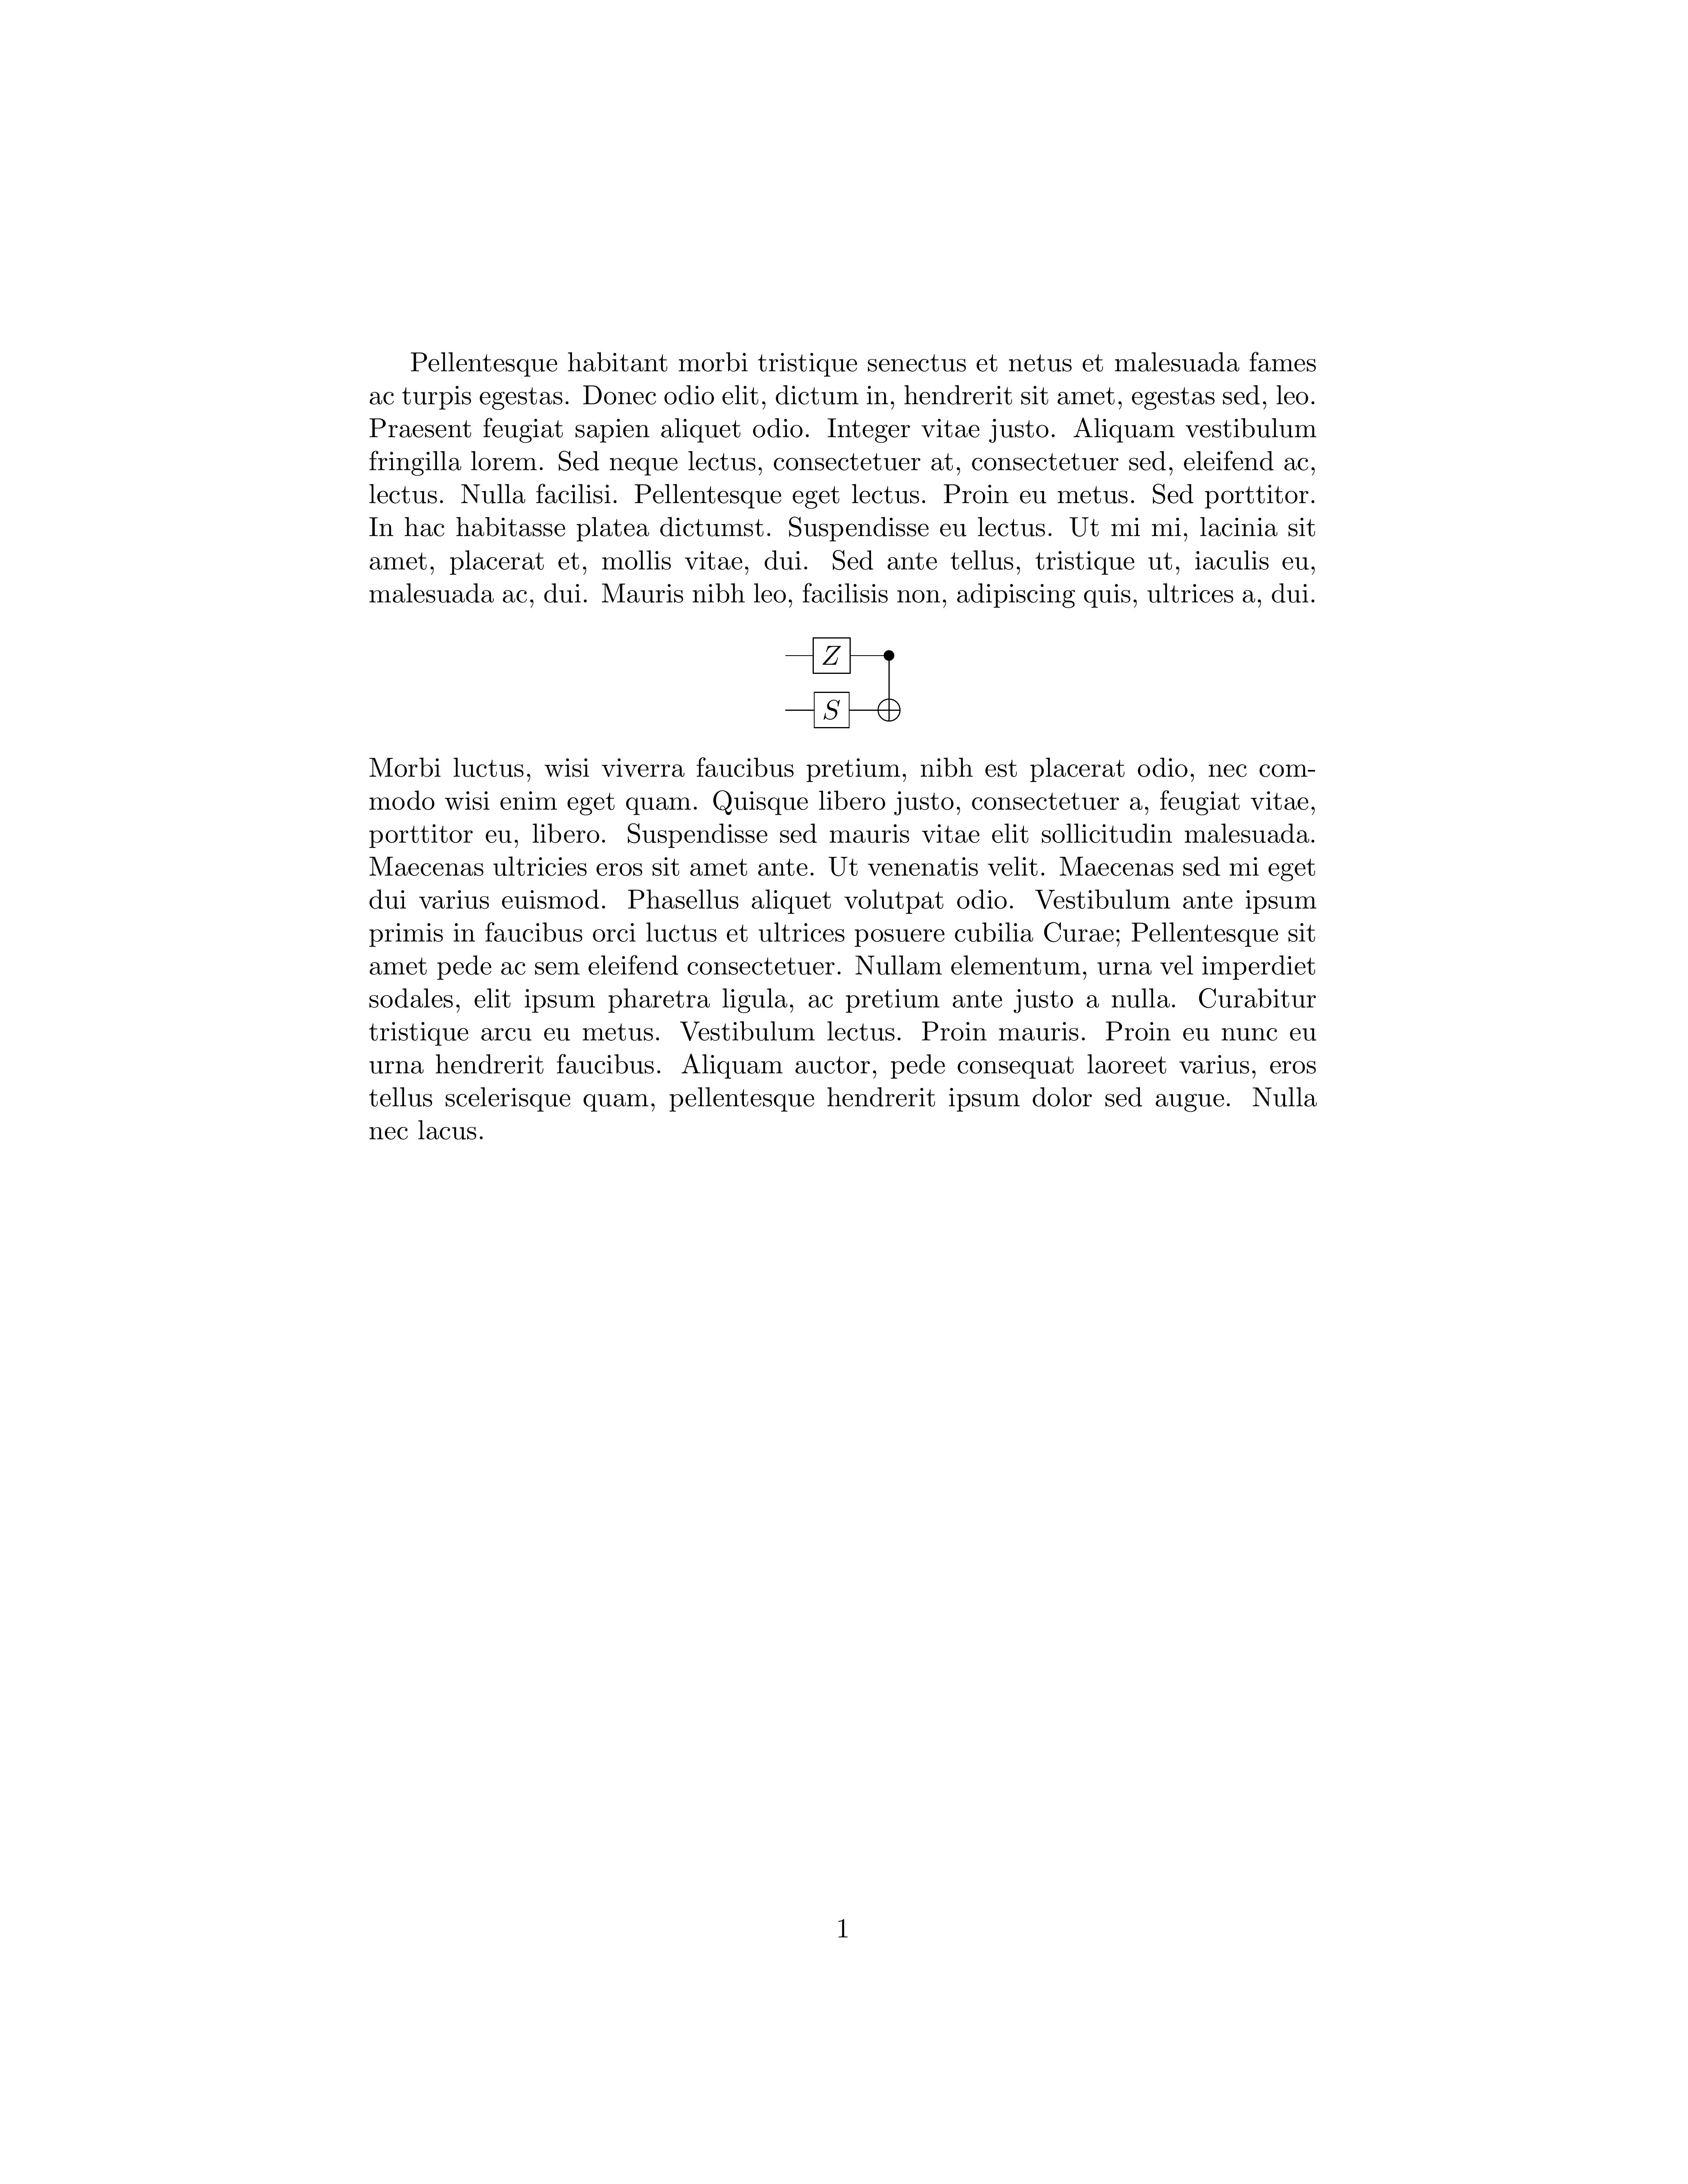 Pellentesque habitant morbi tristique senectus et netus et malesuada fames
ac turpis egestas. Donec odio elit, dictum in, hendrerit sit amet, egestas sed, leo.
Praesent feugiat sapien aliquet odio. Integer vitae justo. Aliquam vestibulum
fringilla lorem. Sed neque lectus, consectetuer at, consectetuer sed, eleifend ac,
lectus. Nulla facilisi. Pellentesque eget lectus. Proin eu metus. Sed porttitor.
In hac habitasse platea dictumst. Suspendisse eu lectus. Ut mi mi, lacinia sit
amet, placerat et, mollis vitae, dui. Sed ante tellus, tristique ut, iaculis eu,
malesuada ac, dui. Mauris nibh leo, facilisis non, adipiscing quis, ultrices a, dui.
Z
S
Morbi luctus, wisi viverra faucibus pretium, nibh est placerat odio, nec com-
modo wisi enim eget quam. Quisque libero justo, consectetuer a, feugiat vitae,
porttitor eu, libero. Suspendisse sed mauris vitae elit sollicitudin malesuada.
Maecenas ultricies eros sit amet ante. Ut venenatis velit. Maecenas sed mi eget
dui varius euismod. Phasellus aliquet volutpat odio. Vestibulum ante ipsum
primis in faucibus orci luctus et ultrices posuere cubilia Curae; Pellentesque sit
amet pede ac sem eleifend consectetuer. Nullam elementum, urna vel imperdiet
sodales, elit ipsum pharetra ligula, ac pretium ante justo a nulla. Curabitur
tristique arcu eu metus. Vestibulum lectus. Proin mauris. Proin eu nunc eu
urna hendrerit faucibus. Aliquam auctor, pede consequat laoreet varius, eros
tellus scelerisque quam, pellentesque hendrerit ipsum dolor sed augue. Nulla
nec lacus.
1